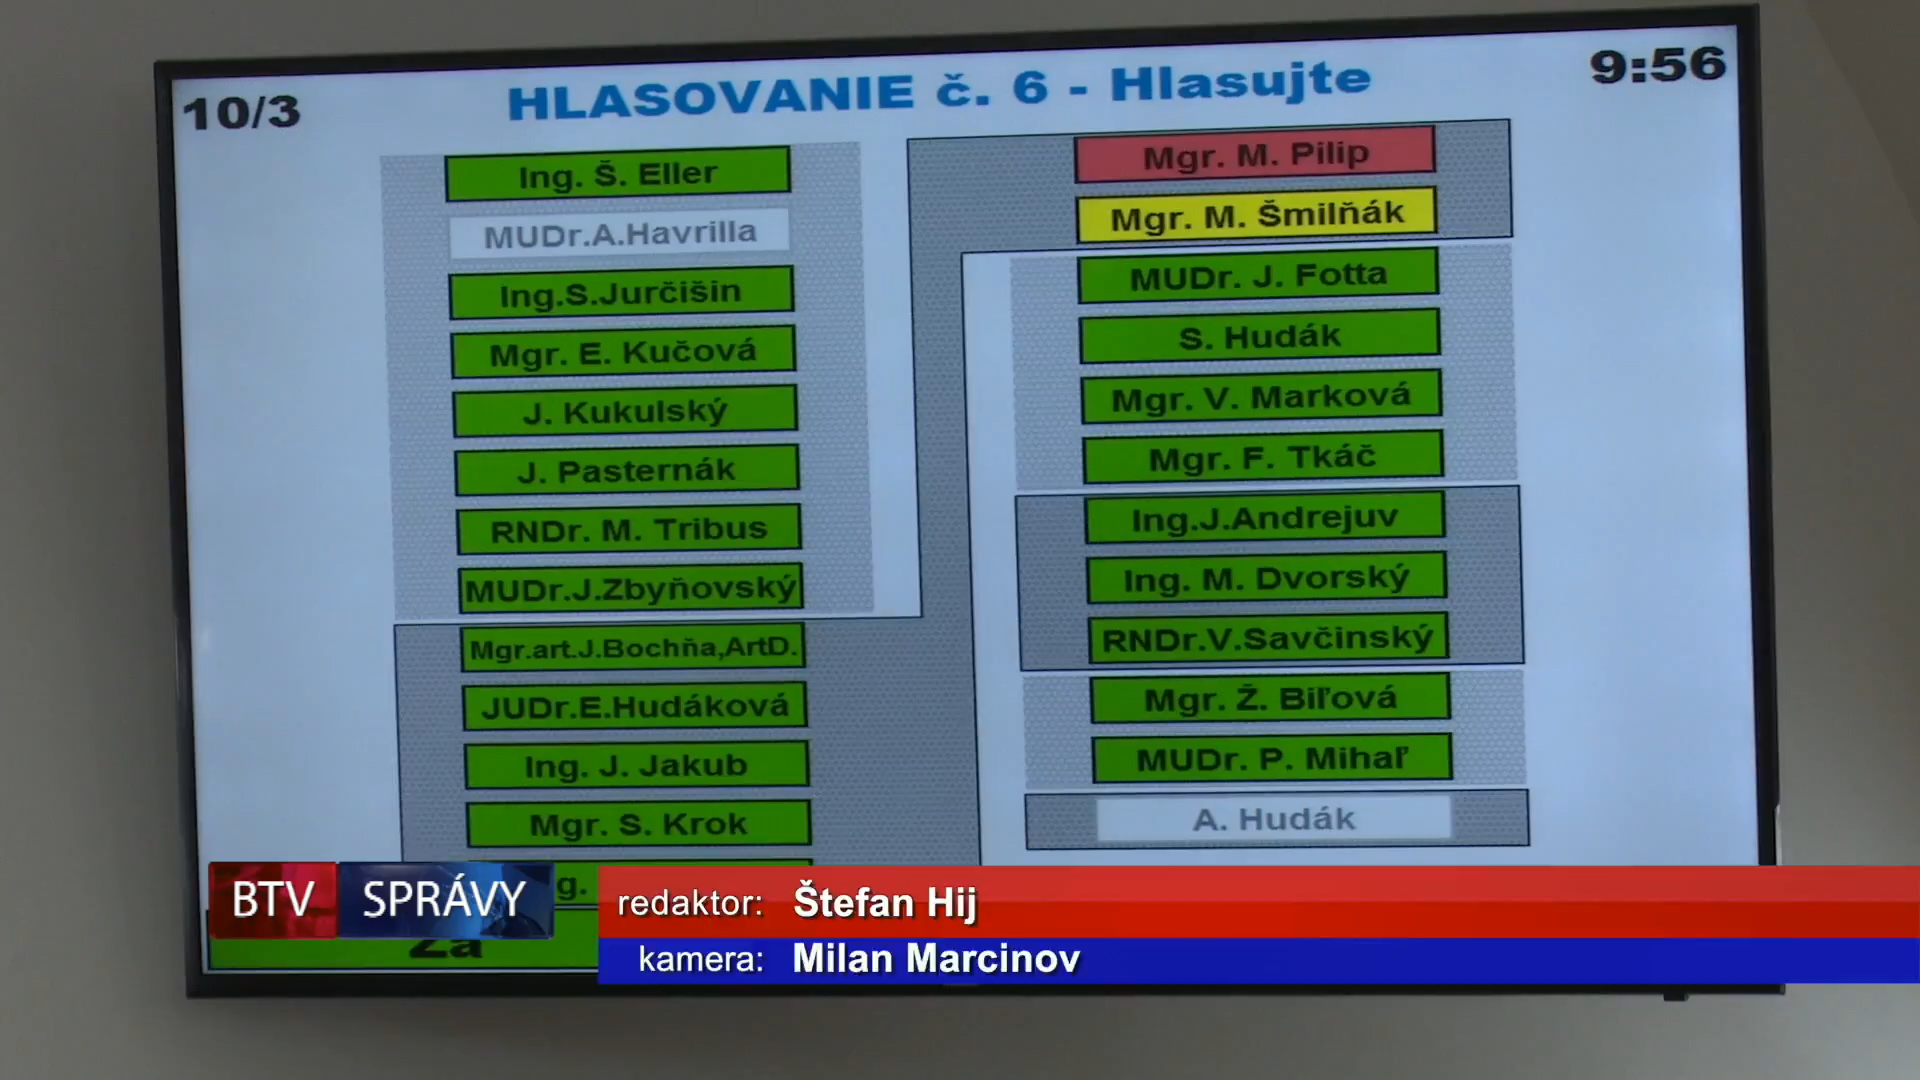 10/3
HLASOVANIE č. 6 - Hlasujte
9:56
Ing. Š. Eller
MUDr.A.Havrilla
Ing.S.Jurčišin
Mgr. E. Kučová
J. Kukulský
J. Pasternák
RNDr. M. Tribus
MUDr.J.Zbyňovský
Mgr.art.J.Bochňa,ArtD.
JUDr.E.Hudáková
Ing. J. Jakub
Mgr. S. Krok
Mgr. M. Pilip
Mgr. M. Šmilňák
MUDr. J. Fotta
S. Hudák
Mgr. V. Marková
Mgr. F. Tkáč
Ing.J.Andrejuv
Ing. M. Dvorský
RNDr.V.Savčinský
Mgr. Ž. Biľová
MUDr. P. Mihaľ
A. Hudák
Za
BTV SPRÁVY
redaktor: Štefan Hij
kamera: Milan Marcinov